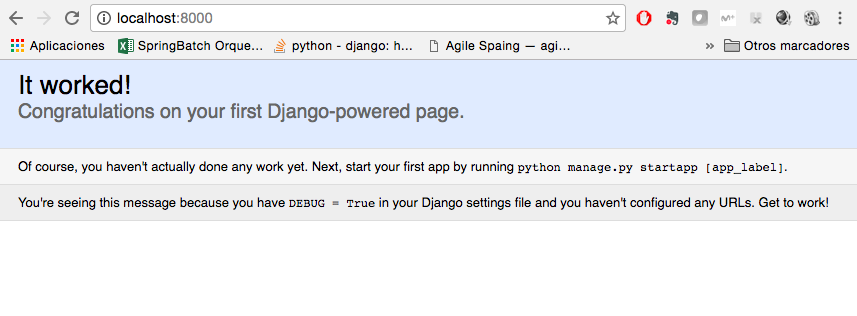 localhost:8000
Aplicaciones SpringBatch Orque... python - django: h... Agile Spaing — agi... » Otros marcadores
It worked!
Congratulations on your first Django-powered page.
Of course, you haven't actually done any work yet. Next, start your first app by running python manage.py startapp [app_label].
You're seeing this message because you have DEBUG = True in your Django settings file and you haven't configured any URLs. Get to work!